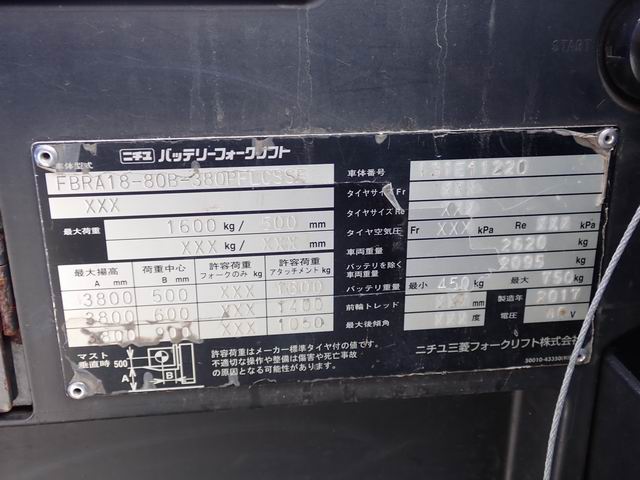 START
ニチユ バッテリーフォークリフト
車体型式
FBRA18-80B-380PFLCSSF
XXX
最大荷重 1600 kg / 500 mm
XXX kg / XXX mm
最大揚高 A mm 荷重中心 B mm 許容荷重 フォークのみ kg 許容荷重 アタッチメント kg
3800 500 XXX 1600
3800 600 XXX 1400
3800 XXX 1050
マスト垂直時 500 A B
許容荷重はメーカー標準タイヤ付の値です。
不適切な操作や整備は傷害や死亡事故
の原因となる可能性があります。
車体番号
タイヤサイズ Fr XXX
タイヤサイズ Re XXX
タイヤ空気圧 Fr XXX kPa Re XXX kPa
車両重量 2620 kg
バッテリを除く車両重量 2095 kg
バッテリ重量 最小 450 kg 最大 kg
前輪トレッド XXX mm 製造年 2017
最大後傾角 XXX 度 電圧 V
ニチユ三菱フォークリフト株式会社